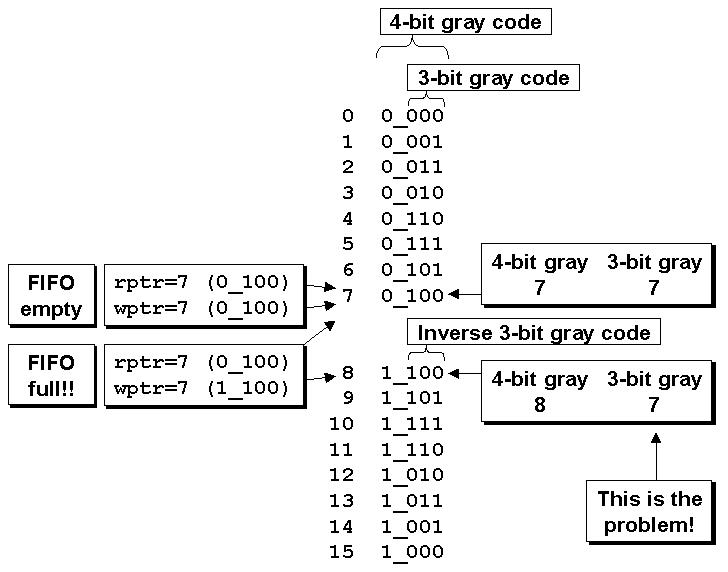 4-bit gray code
3-bit gray code
0 0_000
1 0_001
2 0_011
3 0_010
4 0_110
5 0_111
6 0_101
7 0_100
FIFO
empty
rptr=7 (0_100)
wptr=7 (0_100)
4-bit gray 3-bit gray
7 7
Inverse 3-bit gray code
FIFO
full!!
rptr=7 (0_100)
wptr=7 (1_100)
8 1_100
9 1_101
10 1_111
11 1_110
12 1_010
13 1_011
14 1_001
15 1_000
4-bit gray 3-bit gray
8 7
This is the
problem!